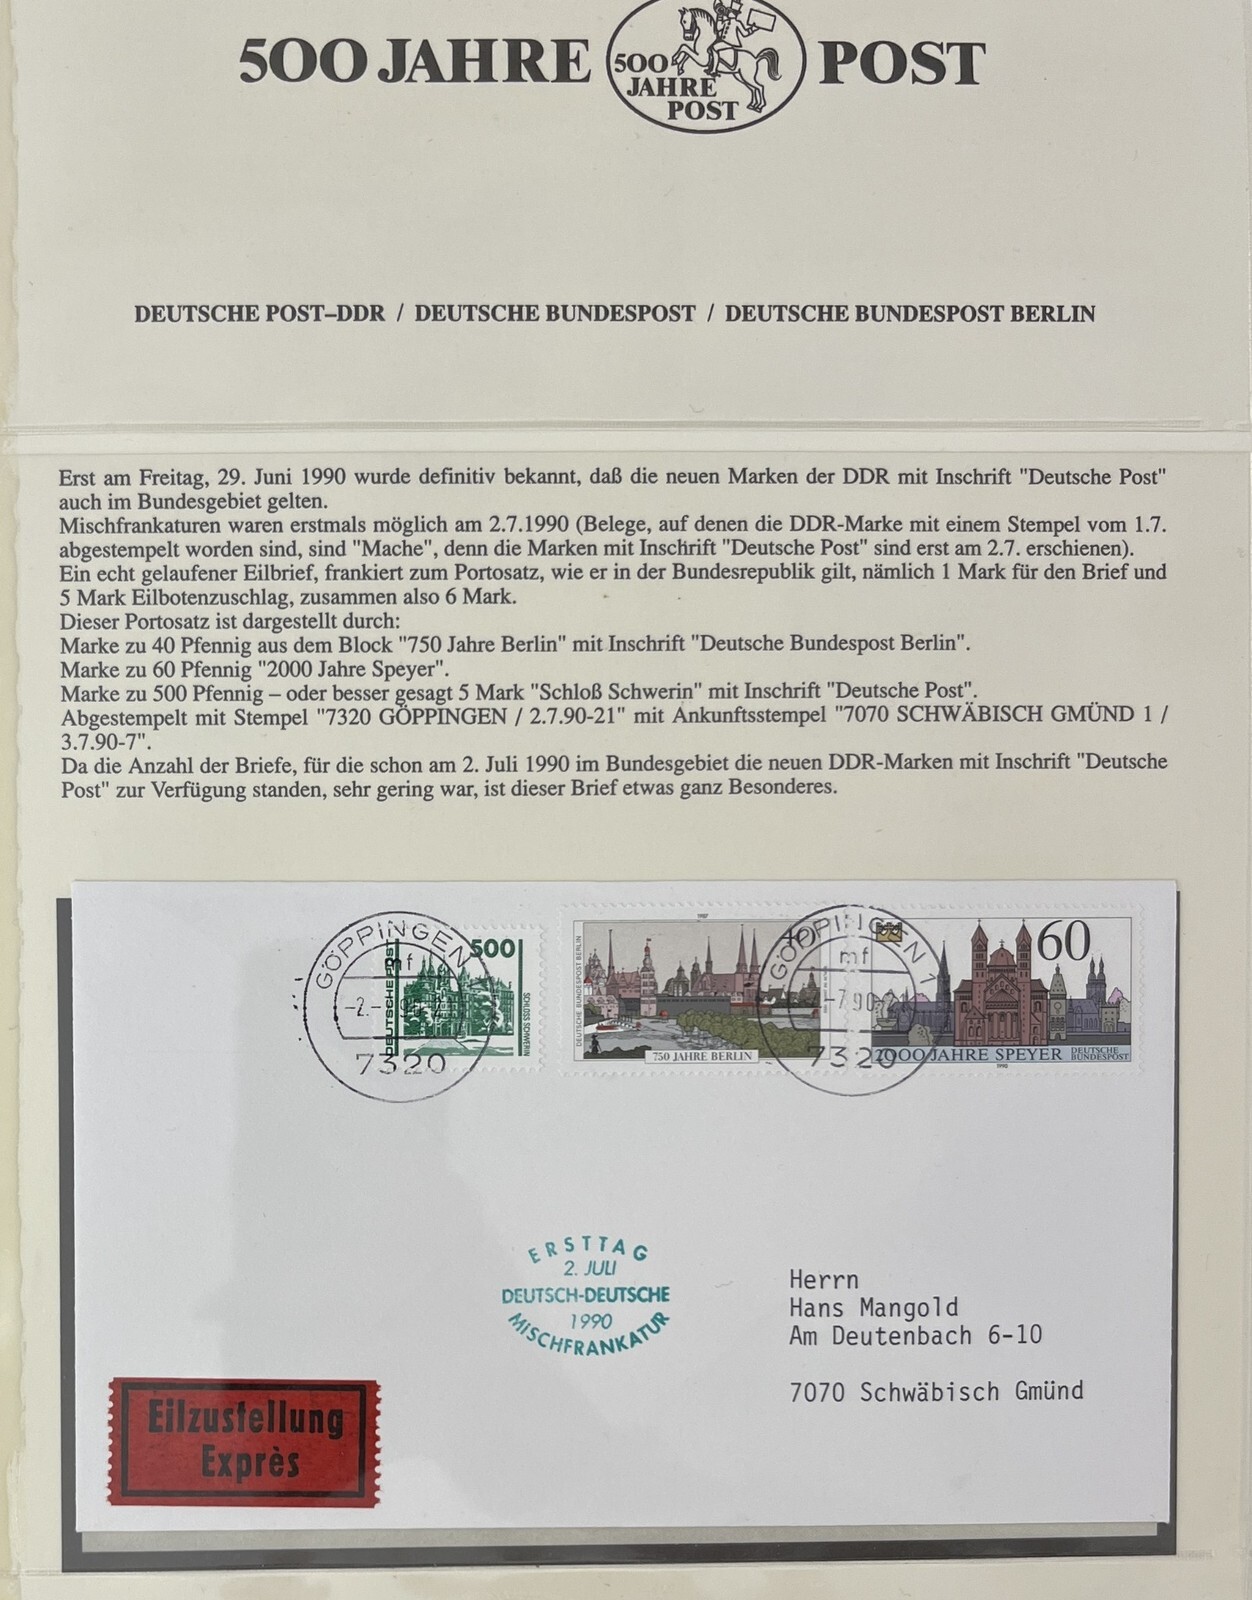 500 JAHRE POST
500
JAHRE
POST
DEUTSCHE POST–DDR / DEUTSCHE BUNDESPOST / DEUTSCHE BUNDESPOST BERLIN
Erst am Freitag, 29. Juni 1990 wurde definitiv bekannt, daß die neuen Marken der DDR mit Inschrift "Deutsche Post"
auch im Bundesgebiet gelten.
Mischfrankaturen waren erstmals möglich am 2.7.1990 (Belege, auf denen die DDR-Marke mit einem Stempel vom 1.7.
abgestempelt worden sind, sind "Mache", denn die Marken mit Inschrift "Deutsche Post" sind erst am 2.7. erschienen).
Ein echt gelaufener Eilbrief, frankiert zum Portosatz, wie er in der Bundesrepublik gilt, nämlich 1 Mark für den Brief und
5 Mark Eilbotenzuschlag, zusammen also 6 Mark.
Dieser Portosatz ist dargestellt durch:
Marke zu 40 Pfennig aus dem Block "750 Jahre Berlin" mit Inschrift "Deutsche Bundespost Berlin".
Marke zu 60 Pfennig "2000 Jahre Speyer".
Marke zu 500 Pfennig – oder besser gesagt 5 Mark "Schloß Schwerin" mit Inschrift "Deutsche Post".
Abgestempelt mit Stempel "7320 GÖPPINGEN / 2.7.90-21" mit Ankunftsstempel "7070 SCHWÄBISCH GMÜND 1 /
3.7.90-7".
Da die Anzahl der Briefe, für die schon am 2. Juli 1990 im Bundesgebiet die neuen DDR-Marken mit Inschrift "Deutsche
Post" zur Verfügung standen, sehr gering war, ist dieser Brief etwas ganz Besonderes.
GÖPPINGEN 1
mf
7320
500
DEUTSCHE POST
SCHLOSS SCHWERIN
1987
DEUTSCHE BUNDESPOST BERLIN
750 JAHRE BERLIN
GÖPPINGEN 1
mf
7320
60
2000 JAHRE SPEYER
DEUTSCHE
BUNDESPOST
1990
ERSTTAG
2. JULI
DEUTSCH-DEUTSCHE
1990
MISCHFRANKATUR
Herrn
Hans Mangold
Am Deutenbach 6-10
7070 Schwäbisch Gmünd
Eilzustellung
Exprès